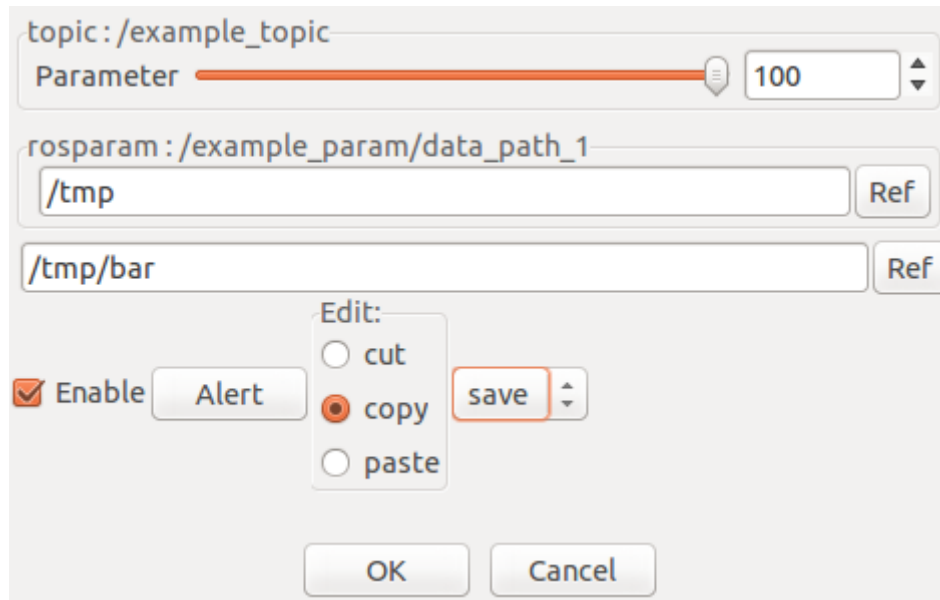 topic : /example_topic
Parameter 100
rosparam : /example_param/data_path_1
/tmp Ref
/tmp/bar Ref
Edit:
cut
Enable Alert copy save
paste
OK Cancel